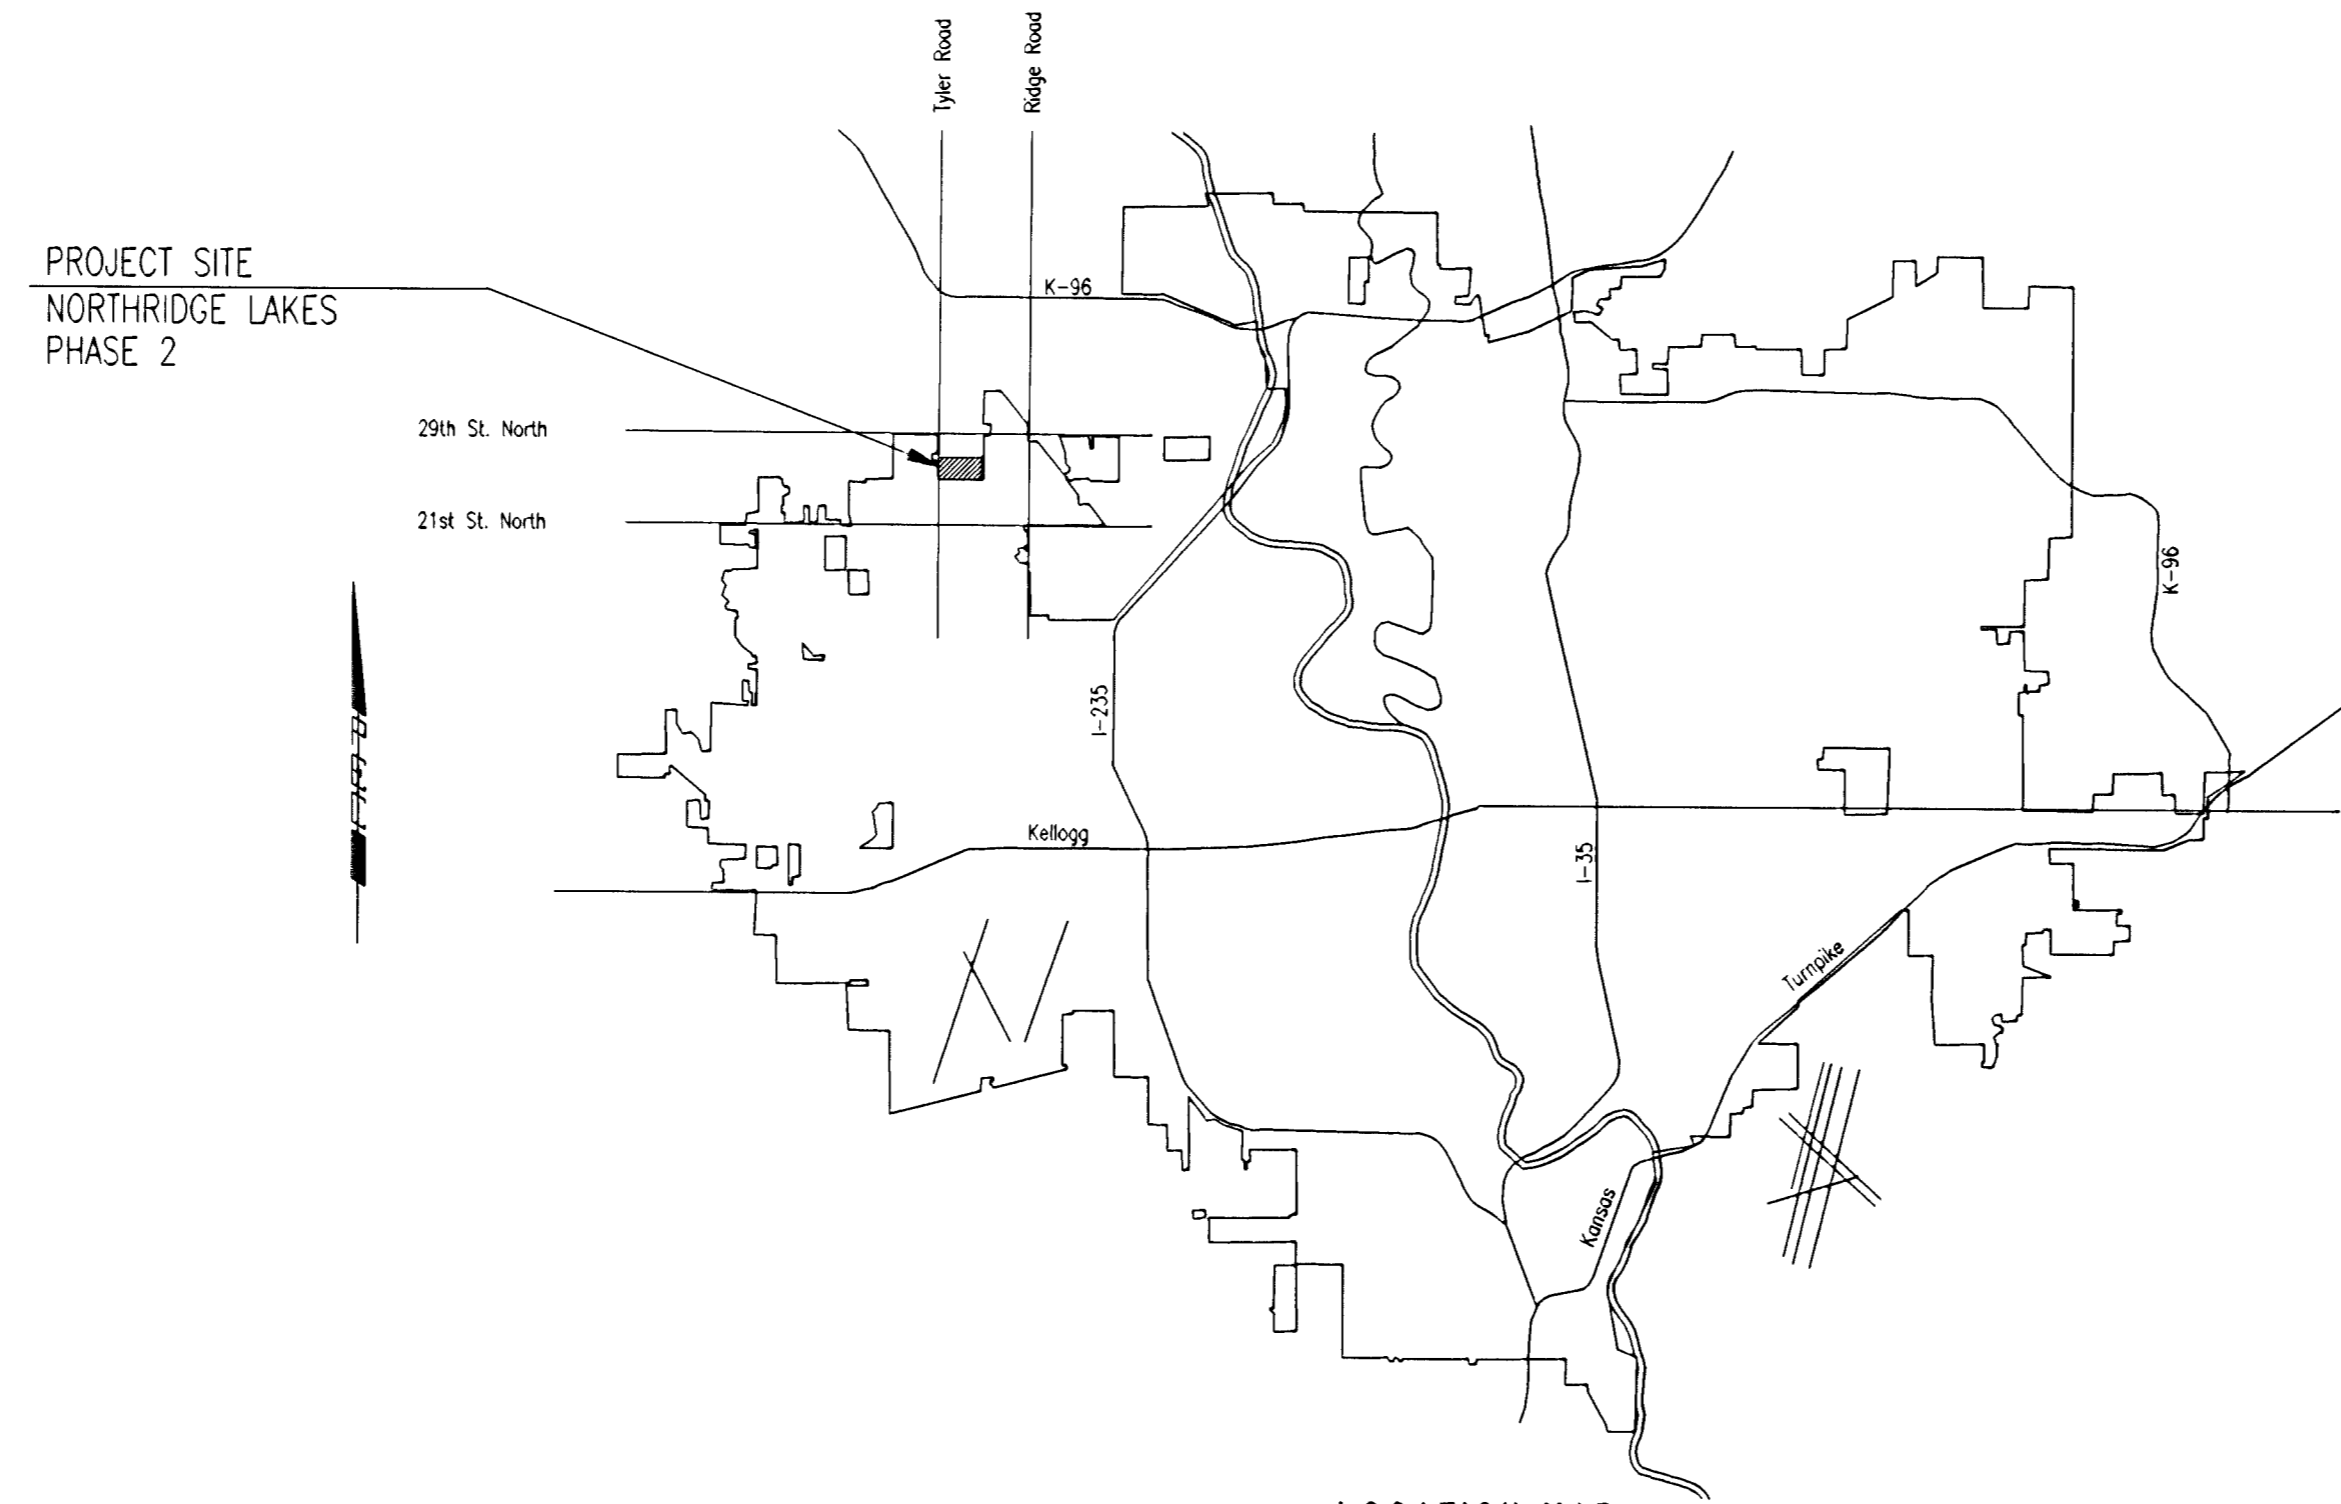 Tyler Road
Ridge Road
PROJECT SITE
NORTHRIDGE LAKES
PHASE 2
K-96
29th St. North
21st St. North
K-96
I-235
Kellogg
I-35
Turnpike
Kansas